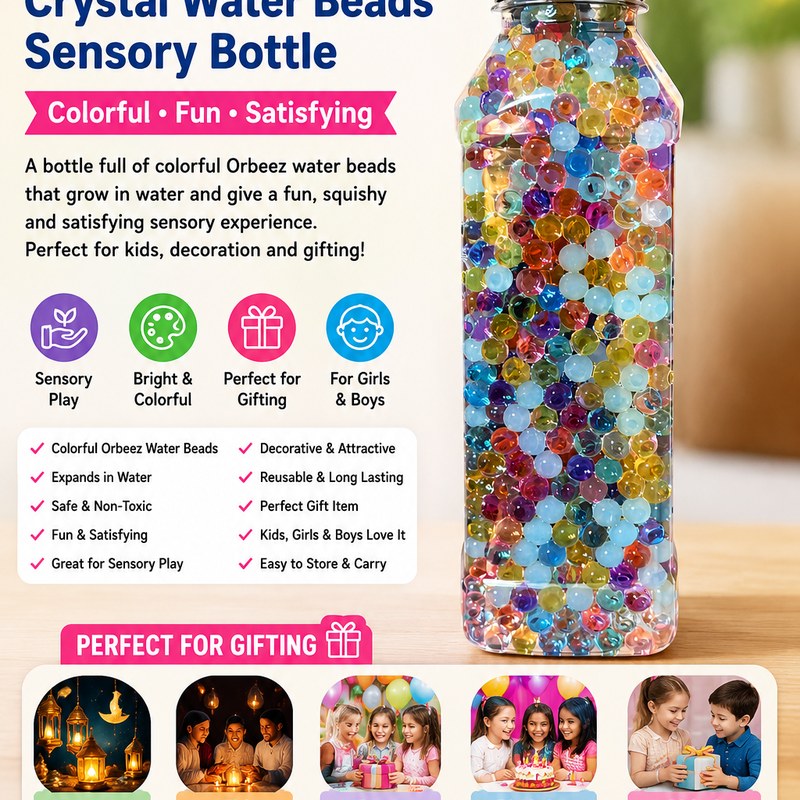 Crystal Water Beads
Sensory Bottle
Colorful • Fun • Satisfying
A bottle full of colorful Orbeez water beads
that grow in water and give a fun, squishy
and satisfying sensory experience.
Perfect for kids, decoration and gifting!
Sensory
Play
Bright &
Colorful
Perfect for
Gifting
For Girls
& Boys
Colorful Orbeez Water Beads
Expands in Water
Safe & Non-Toxic
Fun & Satisfying
Great for Sensory Play
Decorative & Attractive
Reusable & Long Lasting
Perfect Gift Item
Kids, Girls & Boys Love It
Easy to Store & Carry
PERFECT FOR GIFTING